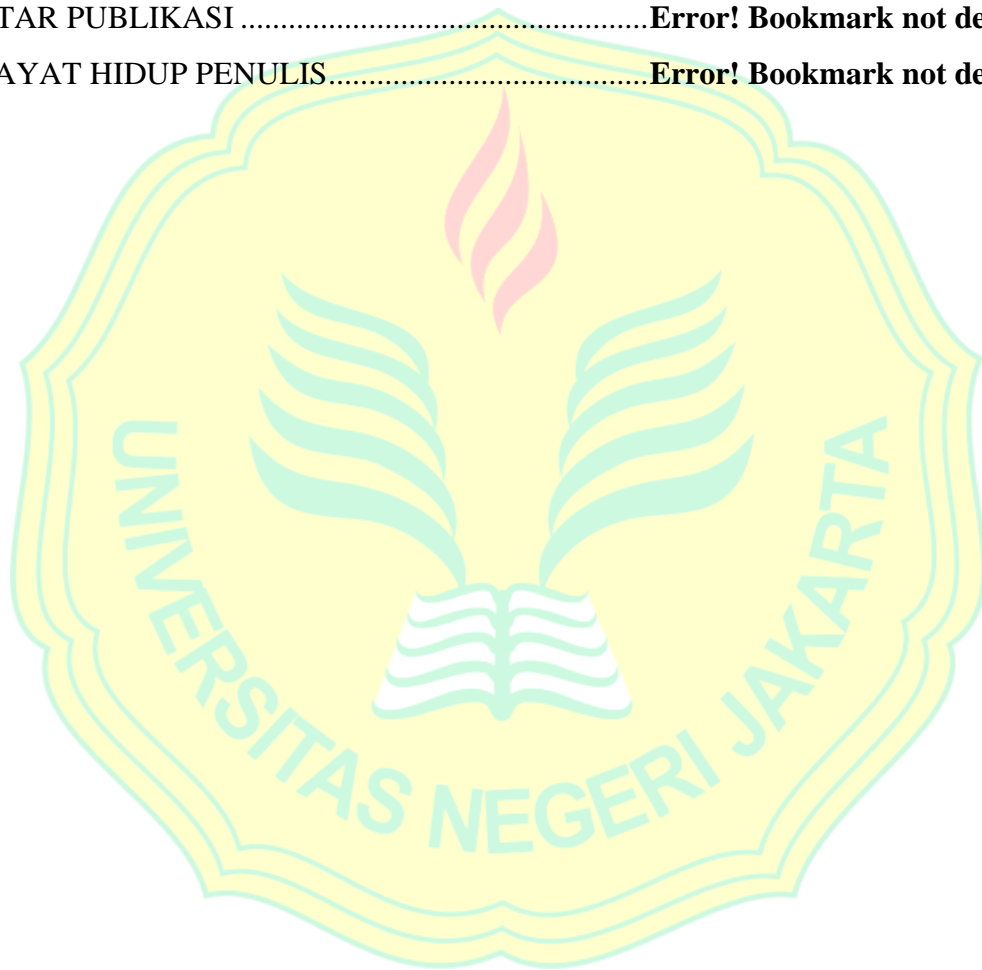 TAR PUBLIKASI ..................................................Error! Bookmark not de
AYAT HIDUP PENULIS...........................................Error! Bookmark not de
UNIVERSITAS NEGERI JAKARTA